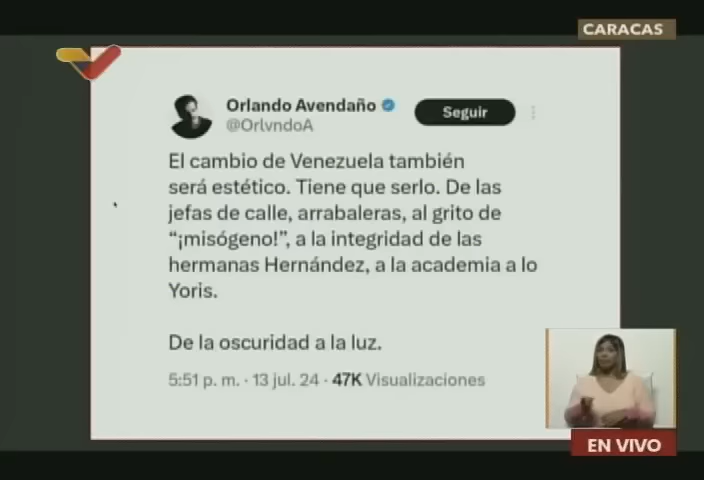 CARACAS
Orlando Avendaño
@OrlvndoA
Seguir
El cambio de Venezuela también
será estético. Tiene que serlo. De las
jefas de calle, arrabaleras, al grito de
“¡misógeno!”, a la integridad de las
hermanas Hernández, a la academia a lo
Yoris.
De la oscuridad a la luz.
5:51 p. m. · 13 jul. 24 · 47K Visualizaciones
EN VIVO